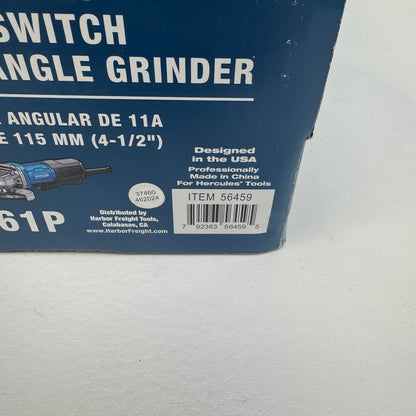 SWITCH
ANGLE GRINDER
ANGULAR DE 11A
E 115 MM (4-1/2")
Designed
in the USA
Professionally
Made in China
For Hercules® Tools
ITEM 56459
37460
462024
61P
Distributed by
Harbor Freight Tools,
Calabasas, CA
www.HarborFreight.com
7 92363 56459 5